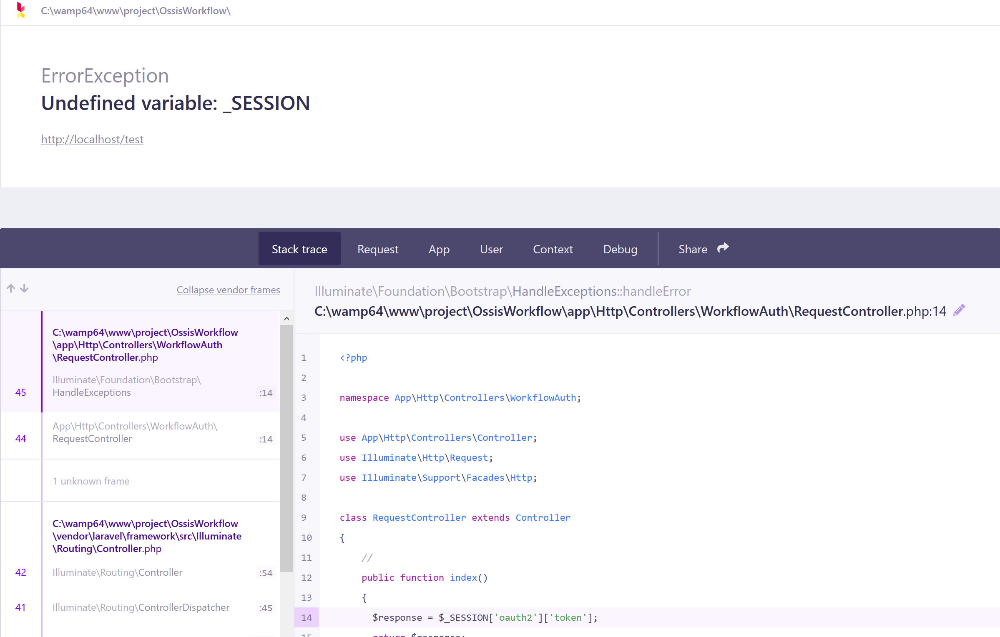 C:\wamp64\www\project\OssisWorkflow\
ErrorException
Undefined variable: _SESSION
http://localhost/test
Stack trace Request App User Context Debug Share
Collapse vendor frames
C:\wamp64\www\project\OssisWorkflow
\app\Http\Controllers\WorkflowAuth
\RequestController.php
Illuminate\Foundation\Bootstrap\
45 HandleExceptions :14
App\Http\Controllers\WorkflowAuth\
44 RequestController :14
1 unknown frame
C:\wamp64\www\project\OssisWorkflow
\vendor\laravel\framework\src\Illuminate
\Routing\Controller.php
42 Illuminate\Routing\Controller :54
41 Illuminate\Routing\ControllerDispatcher :45
Illuminate\Foundation\Bootstrap\HandleExceptions::handleError
C:\wamp64\www\project\OssisWorkflow\app\Http\Controllers\WorkflowAuth\RequestController.php:14
1 <?php
2
3 namespace App\Http\Controllers\WorkflowAuth;
4
5 use App\Http\Controllers\Controller;
6 use Illuminate\Http\Request;
7 use Illuminate\Support\Facades\Http;
8
9 class RequestController extends Controller
10 {
11 //
12 public function index()
13 {
14 $response = $_SESSION['oauth2']['token'];
15 return $response;